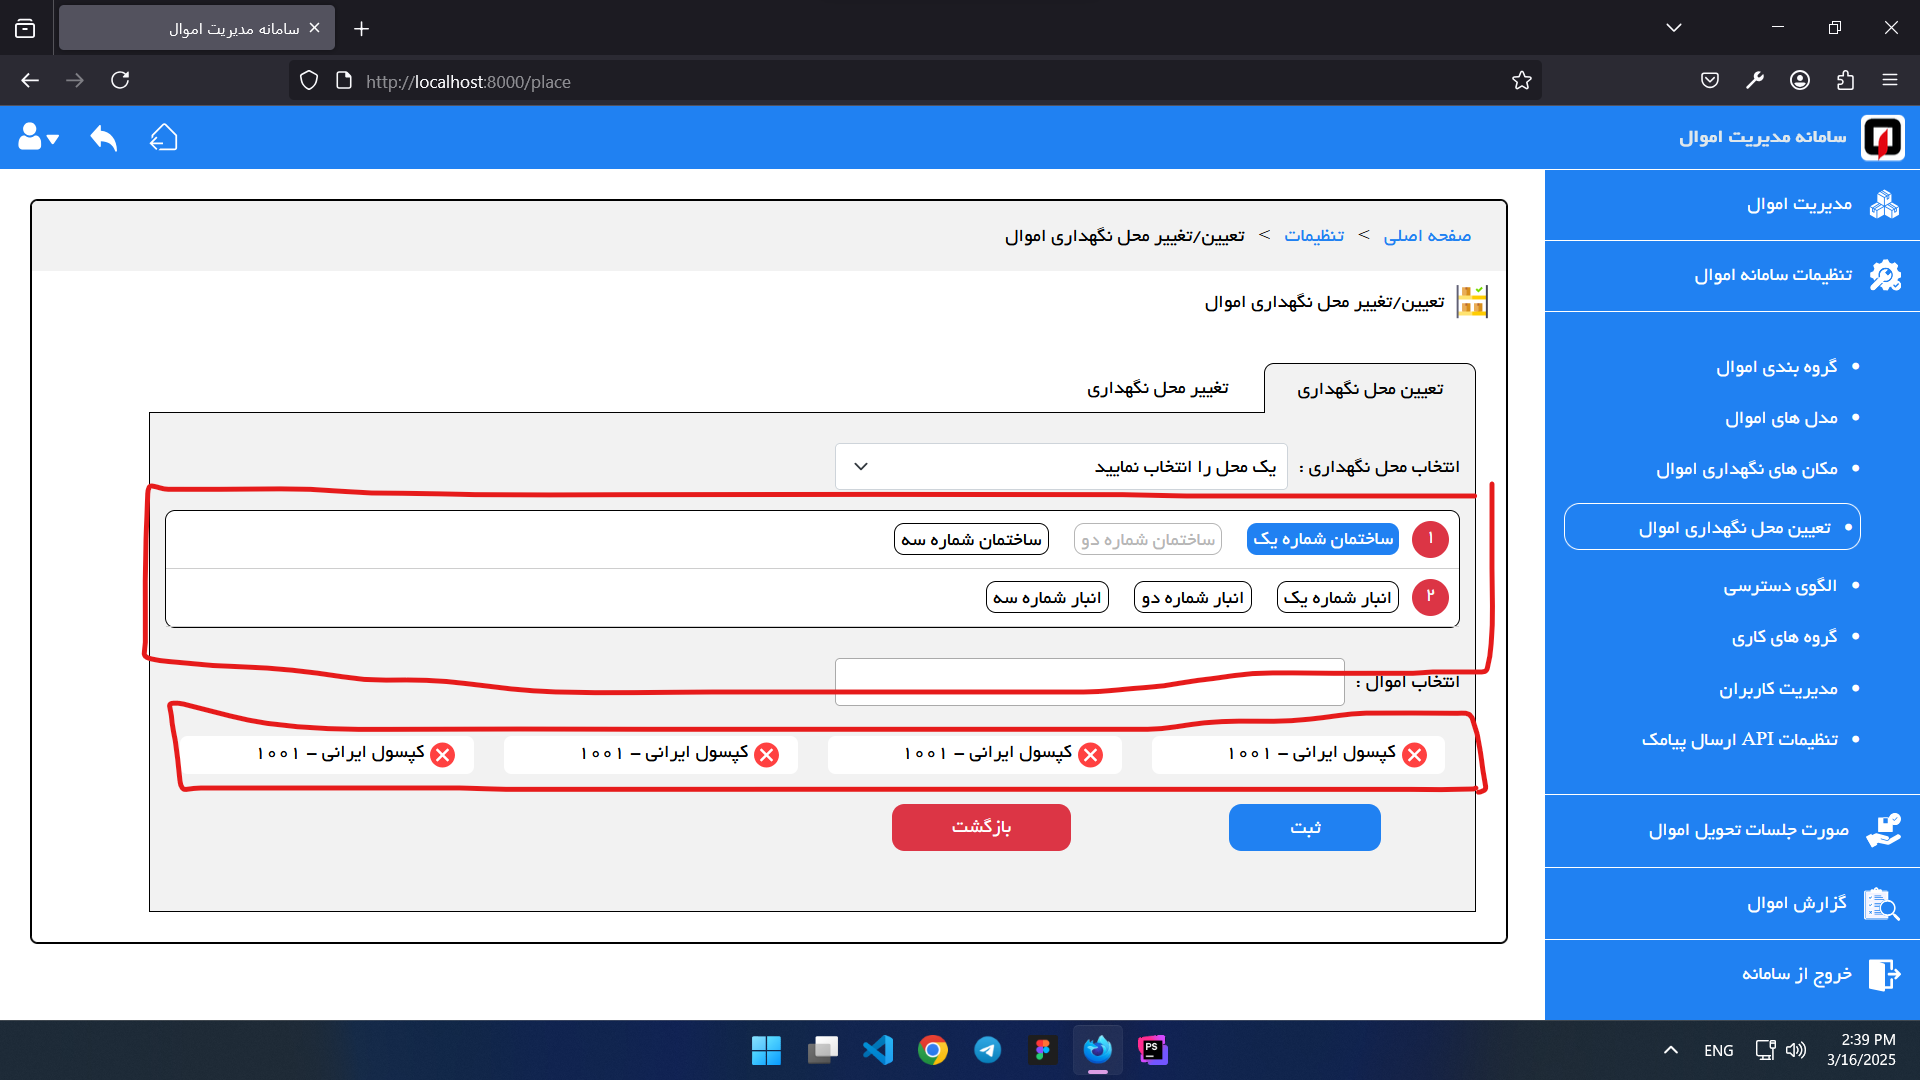 سامانه مدیریت اموال
http://localhost:8000/place
سامانه مدیریت اموال
مدیریت اموال
تنظیمات سامانه اموال
گروه بندی اموال
مدل های اموال
مکان های نگهداری اموال
تعیین محل نگهداری اموال
الگوی دسترسی
گروه های کاری
مدیریت کاربران
تنظیمات API ارسال پیامک
صورت جلسات تحویل اموال
گزارش اموال
خروج از سامانه
صفحه اصلی > تنظیمات > تعیین/تغییر محل نگهداری اموال
تعیین/تغییر محل نگهداری اموال
تعیین محل نگهداری تغییر محل نگهداری
انتخاب محل نگهداری : یک محل را انتخاب نمایید
۱ ساختمان شماره یک ساختمان شماره دو ساختمان شماره سه
۲ انبار شماره یک انبار شماره دو انبار شماره سه
انتخاب اموال :
کپسول ایرانی - ۱۰۰۱ کپسول ایرانی - ۱۰۰۱ کپسول ایرانی - ۱۰۰۱ کپسول ایرانی - ۱۰۰۱
ثبت بازگشت
PS
ENG
2:39 PM
3/16/2025